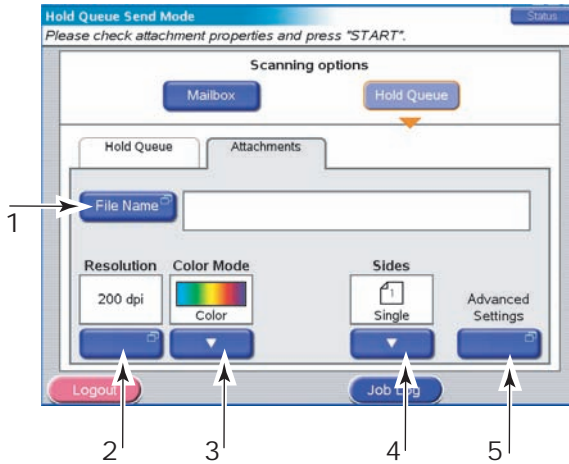 Hold Queue Send Mode
Status
Please check attachment properties and press "START".
Scanning options
Mailbox
Hold Queue
Hold Queue
Attachments
File Name
1
Resolution
Color Mode
Sides
200 dpi
Color
1
Single
Advanced
Settings
Logout
Job Log
2
3
4
5